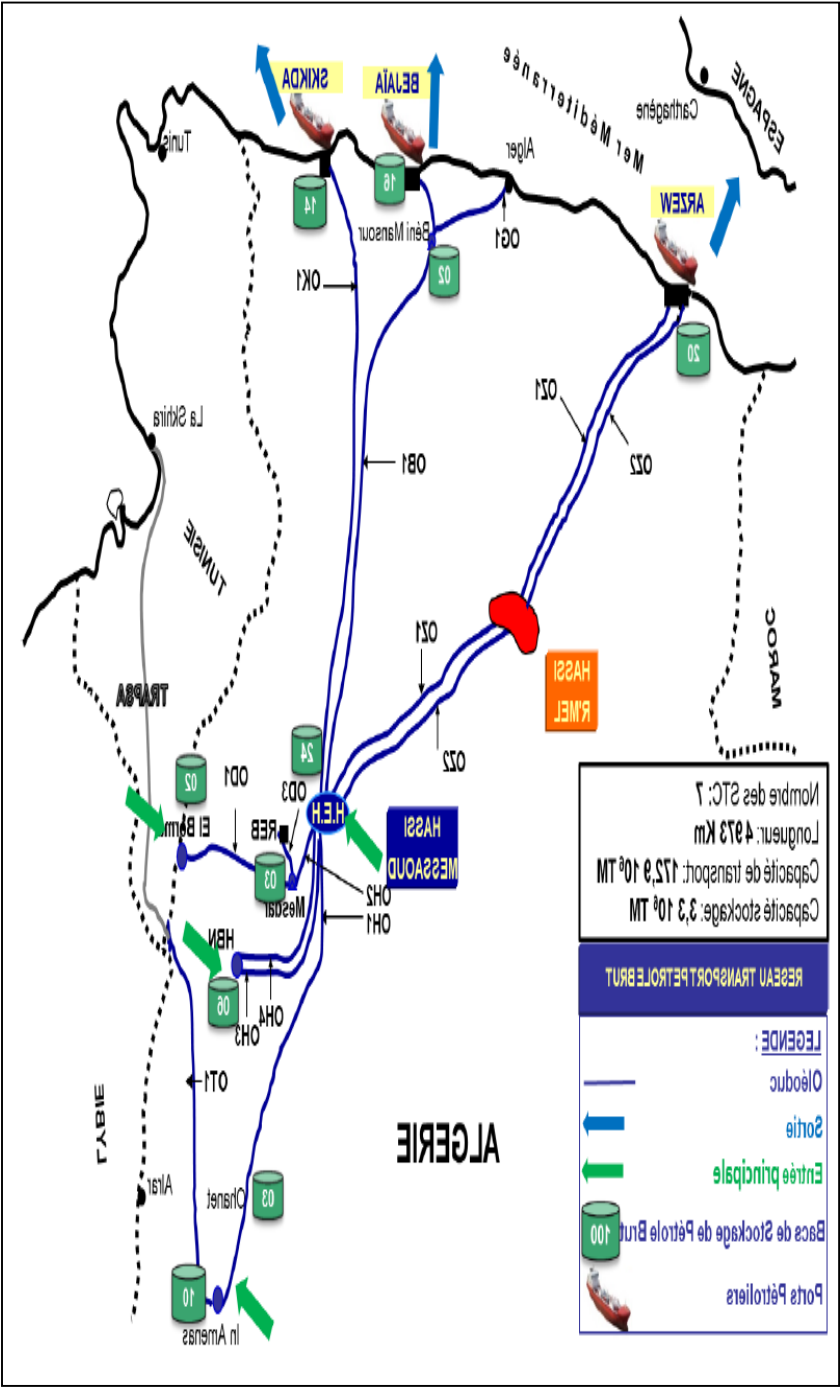 ESPAGNE
Carthagène
Mer Méditerranée
ARZEW
Alger
BEJAÏA
SKIKDA
Tunis
20
OG1
16
Béni Mansour
02
14
OK1
OZ1
OZ2
OB1
La Skhira
TUNISIE
MAROC
HASSI
R'MEL
OZ1
OZ2
TRAPSA
24
H.E.H
HASSI
MESSAOUD
02
El Borma
OD1
REB
OD3
03
Mesdar
OH2
OH1
HBN
06
OH3
OH4
OT1
LYBIE
ALGERIE
Alrar
Ohanet
03
10
In Amenas
Nombre des STC: 7
Longueur: 4 973 Km
Capacité de transport: 172,9 10⁶ TM
Capacité stockage: 3,3 10⁶ TM
RESEAU TRANSPORT PETROLE BRUT
LEGENDE :
Oléoduc
Sortie
Entrée principale
Bacs de Stockage de Pétrole Brut
100
Ports Pétroliers